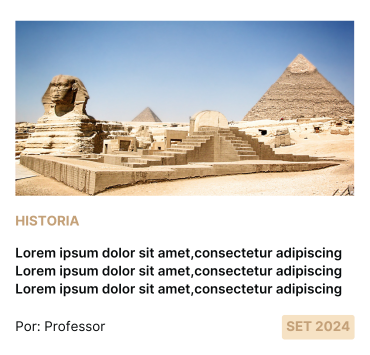 HISTORIA
Lorem ipsum dolor sit amet,consectetur adipiscing
Lorem ipsum dolor sit amet,consectetur adipiscing
Lorem ipsum dolor sit amet,consectetur adipiscing
Por: Professor
SET 2024